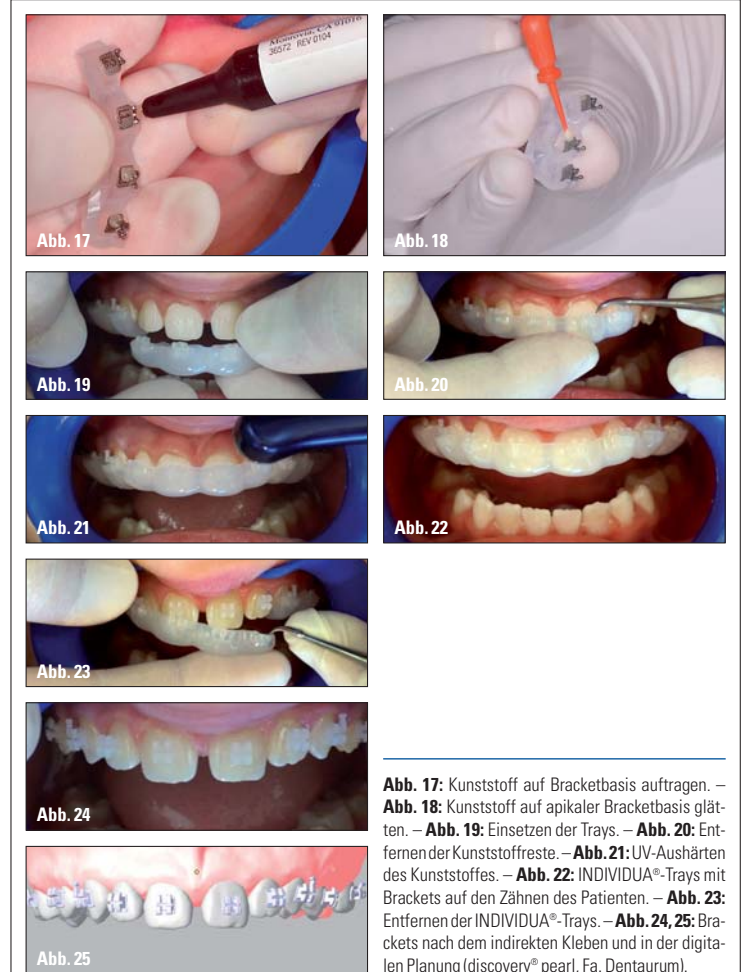 Monrovia, CA 91016
36572 REV 0104
Abb. 17
Abb. 18
Abb. 19
Abb. 20
Abb. 21
Abb. 22
Abb. 23
Abb. 24
Abb. 25
Abb. 17: Kunststoff auf Bracketbasis auftragen. –
Abb. 18: Kunststoff auf apikaler Bracketbasis glät-
ten. – Abb. 19: Einsetzen der Trays. – Abb. 20: Ent-
fernen der Kunststoffreste. – Abb. 21: UV-Aushärten
des Kunststoffes. – Abb. 22: INDIVIDUA®-Trays mit
Brackets auf den Zähnen des Patienten. – Abb. 23:
Entfernen der INDIVIDUA®-Trays. – Abb. 24, 25: Bra-
ckets nach dem indirekten Kleben und in der digita-
len Planung (discovery® pearl, Fa. Dentaurum).